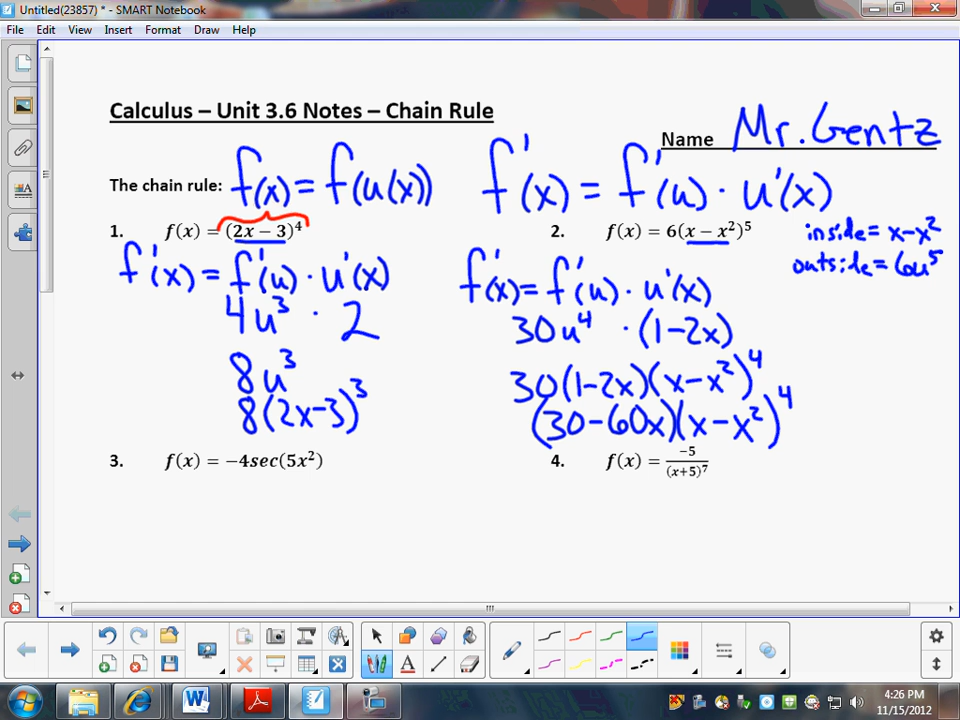 Untitled(23857) * - SMART Notebook
File Edit View Insert Format Draw Help
Calculus – Unit 3.6 Notes – Chain Rule
Name Mr. Gentz
The chain rule: f(x) = f(u(x)) f'(x) = f'(u) · u'(x)
1. f(x) = (2x − 3)⁴
f'(x) = f'(u) · u'(x)
4u³ · 2
8u³
8(2x-3)³
2. f(x) = 6(x − x²)⁵
inside = x-x²
outside = 6u⁵
f'(x) = f'(u) · u'(x)
30u⁴ · (1-2x)
30(1-2x)(x-x²)⁴
(30-60x)(x-x²)⁴
3. f(x) = −4sec(5x²)
4. f(x) = −5/(x+5)⁷
4:26 PM
11/15/2012